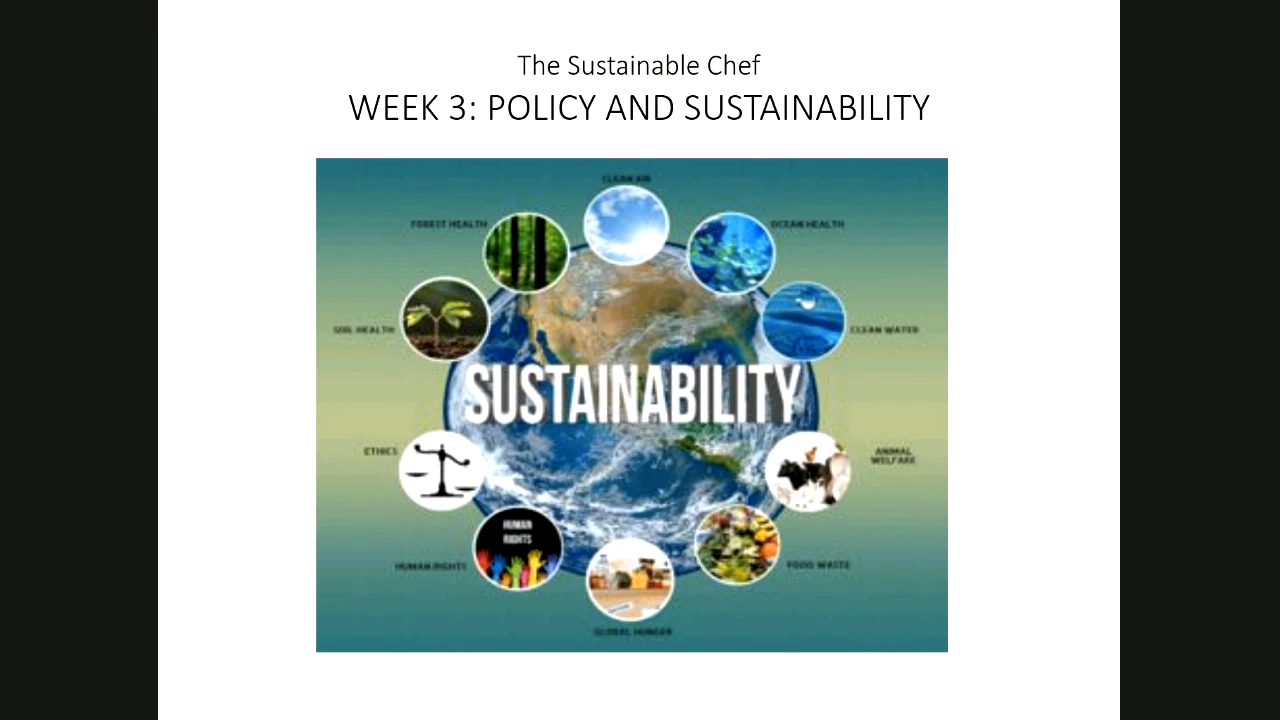 The Sustainable Chef
WEEK 3: POLICY AND SUSTAINABILITY
CLEAN AIR
FOREST HEALTH
OCEAN HEALTH
SOIL HEALTH
CLEAN WATER
SUSTAINABILITY
ETHICS
ANIMAL
WELFARE
HUMAN
RIGHTS
HUMAN RIGHTS
FOOD WASTE
GLOBAL HUNGER